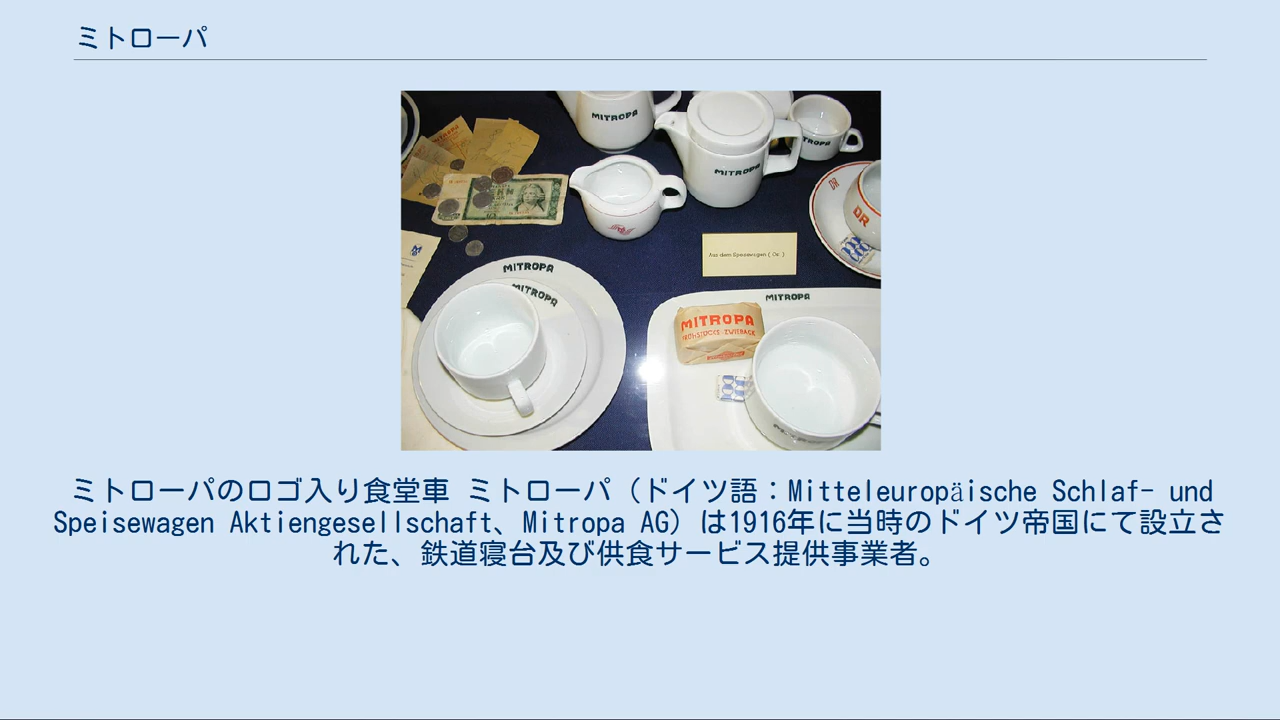 ミトローパ
MITROPA
MITROPA
TROPA
DR
DR
Aus dem Speisewagen ( DR )
MITROPA
MITROPA
MITROPA
MITROPA
FRÜHSTÜCKS-ZWIEBACK
ミトローパのロゴ入り食堂車 ミトローパ（ドイツ語：Mitteleuropäische Schlaf- und
Speisewagen Aktiengesellschaft、Mitropa AG）は1916年に当時のドイツ帝国にて設立さ
れた、鉄道寝台及び供食サービス提供事業者。